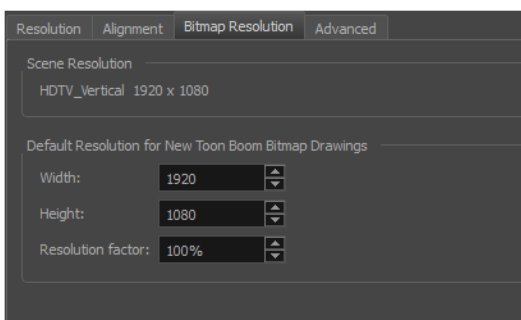 Resolution Alignment Bitmap Resolution Advanced
Scene Resolution
HDTV_Vertical 1920 x 1080
Default Resolution for New Toon Boom Bitmap Drawings
Width: 1920
Height: 1080
Resolution factor: 100%